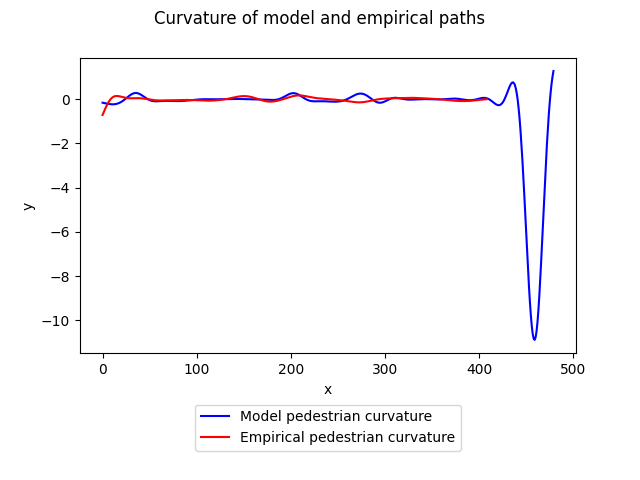 Curvature of model and empirical paths
y
0
−2
−4
−6
−8
−10
0 100 200 300 400 500
x
Model pedestrian curvature
Empirical pedestrian curvature